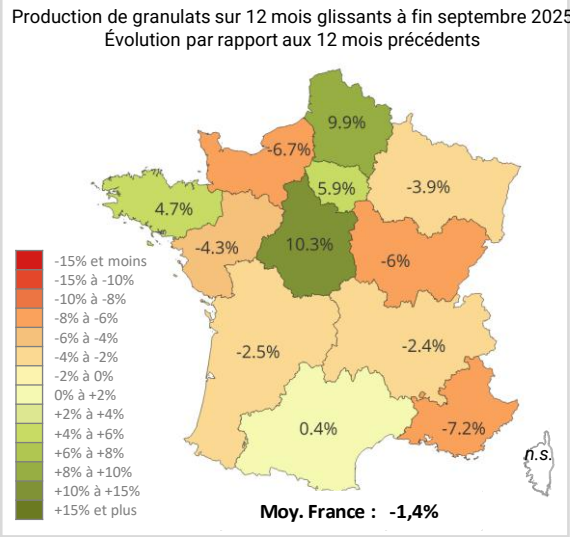 Production de granulats sur 12 mois glissants à fin septembre 2025
Évolution par rapport aux 12 mois précédents
9.9%
-6.7%
5.9%
-3.9%
4.7%
-4.3%
10.3%
-6%
-2.5%
-2.4%
0.4%
-7.2%
n.s.
-15% et moins
-15% à -10%
-10% à -8%
-8% à -6%
-6% à -4%
-4% à -2%
-2% à 0%
0% à +2%
+2% à +4%
+4% à +6%
+6% à +8%
+8% à +10%
+10% à +15%
+15% et plus
Moy. France : -1,4%